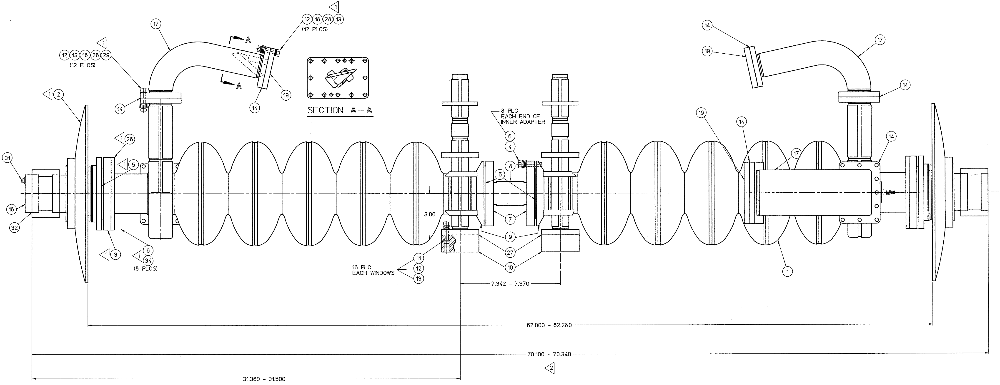 1
12 18 28 13
(12 PLCS)
17
A
1
12 13 18 28 29
(12 PLCS)
A
19
14
14
1 2
SECTION A-A
14
19
17
14
8 PLC
EACH END OF
INNER ADAPTER
6
4
8
5
19
14
17
14
1 26
1 5
31
16
32
3.00
7
9
27
10
1 3
1 6
34
(8 PLCS)
16 PLC
EACH WINDOWS
11
12
13
1
7.342 - 7.370
62.000 - 62.280
70.100 - 70.340
2
31.360 - 31.500